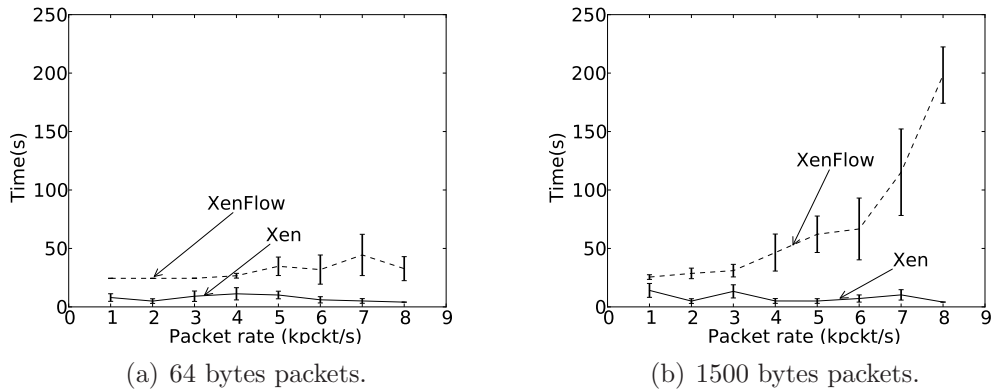 250
200
150
100
50
0
Time(s)
XenFlow
Xen
0 1 2 3 4 5 6 7 8 9
Packet rate (kpckt/s)
(a) 64 bytes packets.
250
200
150
100
50
0
Time(s)
XenFlow
Xen
0 1 2 3 4 5 6 7 8 9
Packet rate (kpckt/s)
(b) 1500 bytes packets.